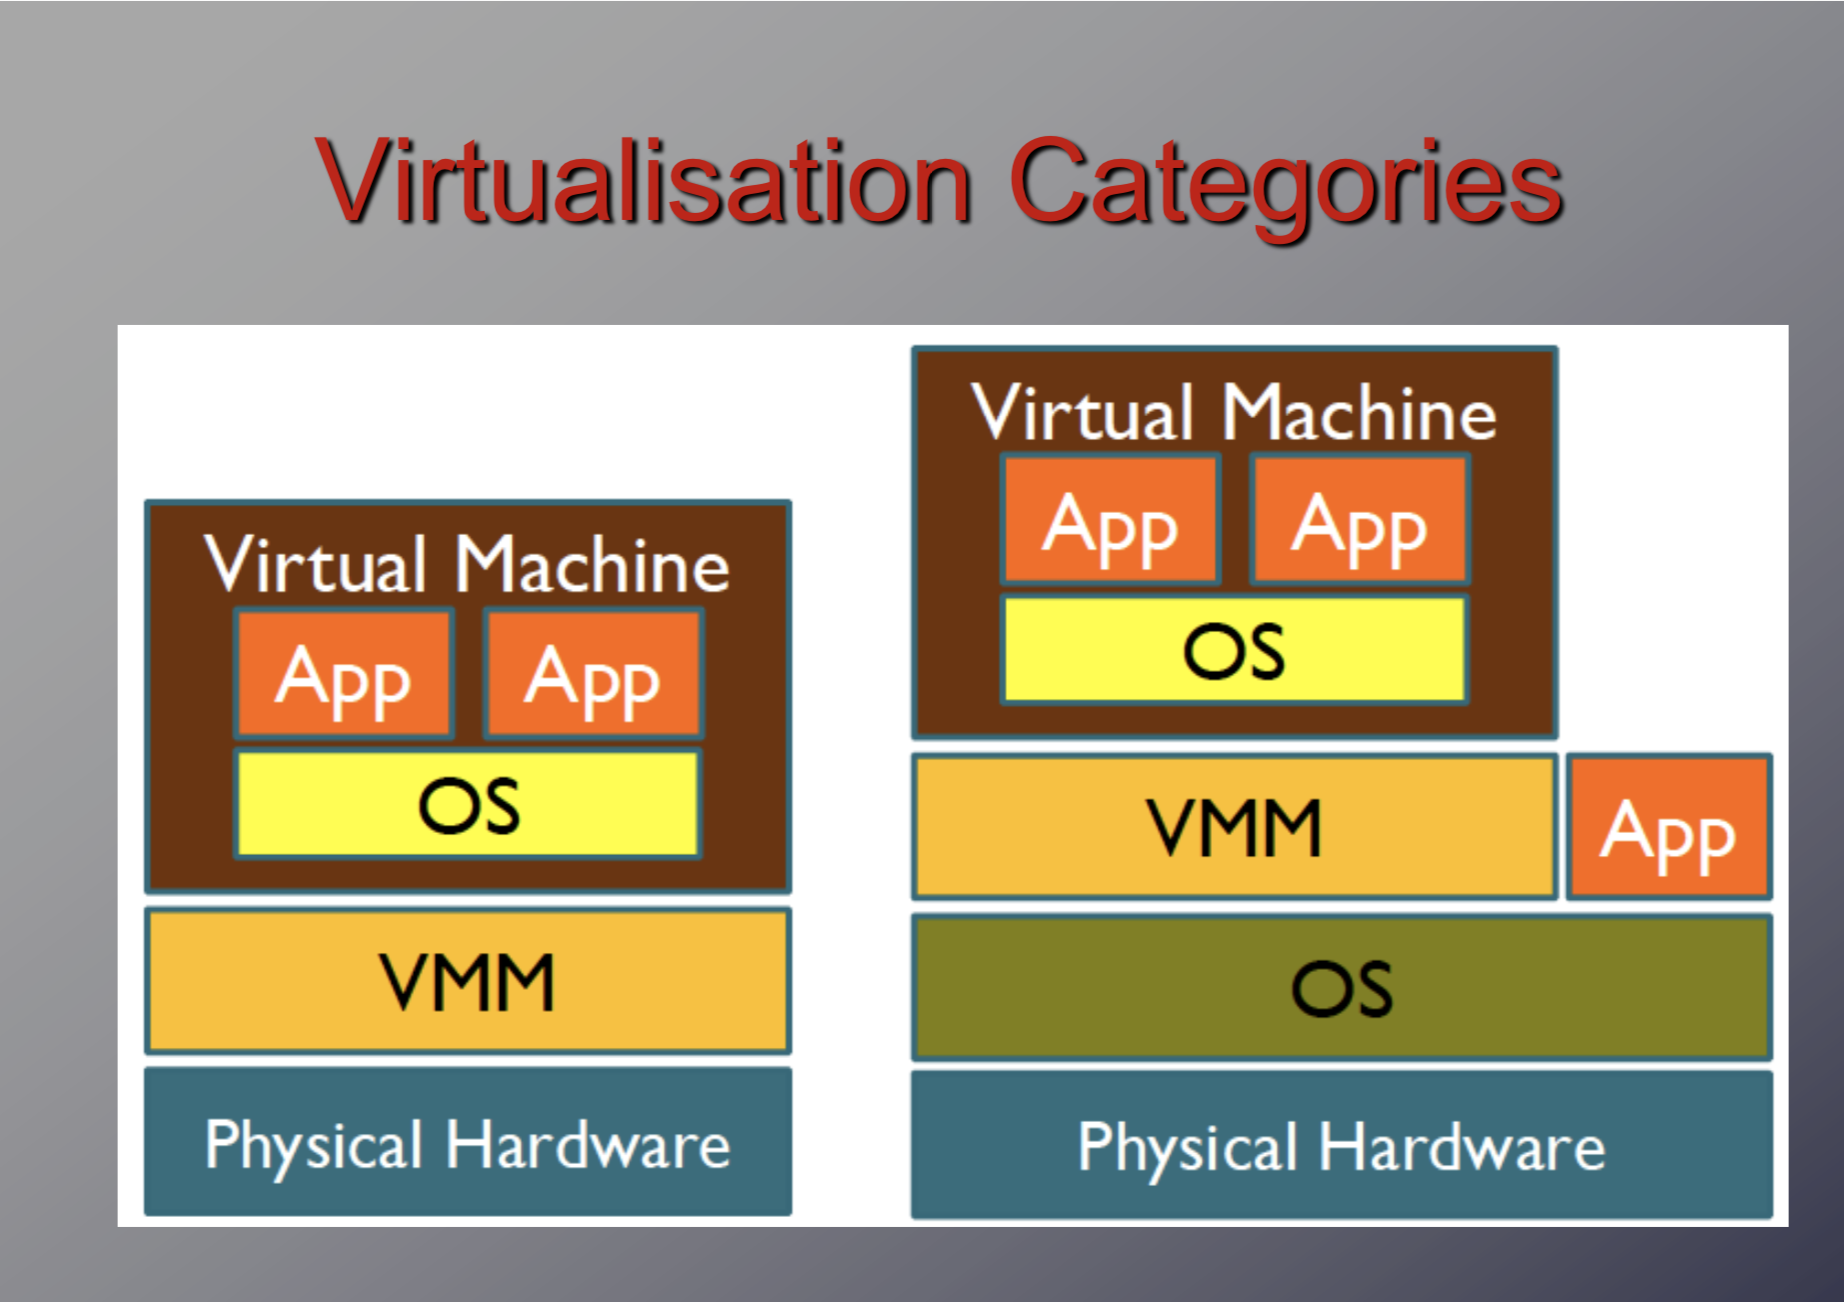 Virtualisation Categories
Virtual Machine
App App
OS
VMM
Physical Hardware
Virtual Machine
App App
OS
VMM App
OS
Physical Hardware